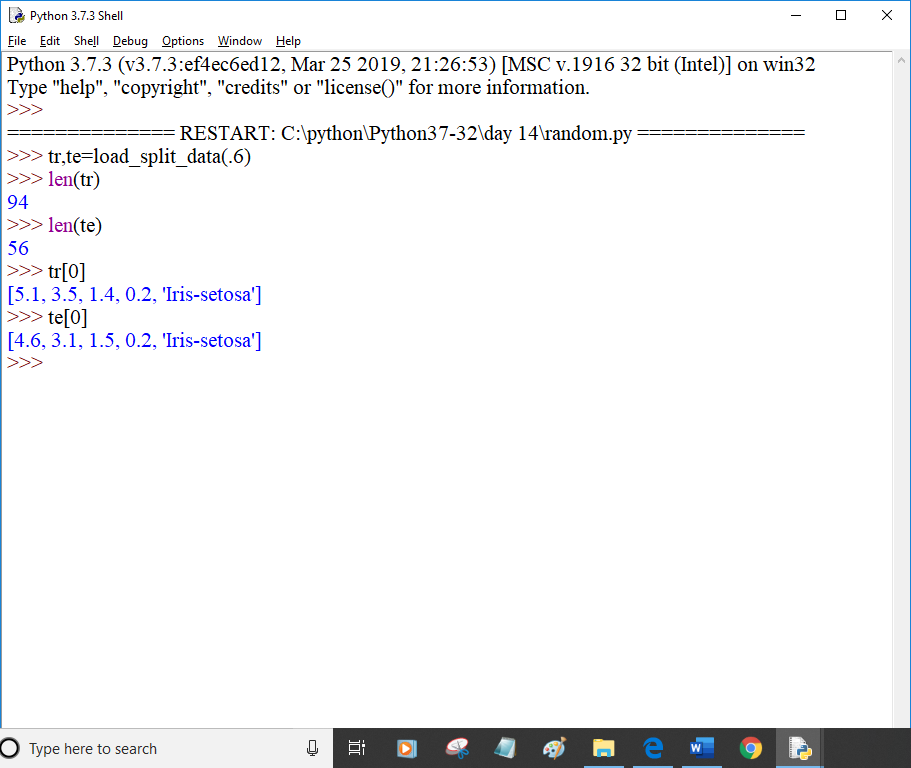 Python 3.7.3 Shell
File Edit Shell Debug Options Window Help
Python 3.7.3 (v3.7.3:ef4ec6ed12, Mar 25 2019, 21:26:53) [MSC v.1916 32 bit (Intel)] on win32
Type "help", "copyright", "credits" or "license()" for more information.
>>>
============== RESTART: C:\python\Python37-32\day 14\random.py ==============
>>> tr,te=load_split_data(.6)
>>> len(tr)
94
>>> len(te)
56
>>> tr[0]
[5.1, 3.5, 1.4, 0.2, 'Iris-setosa']
>>> te[0]
[4.6, 3.1, 1.5, 0.2, 'Iris-setosa']
>>>
Type here to search